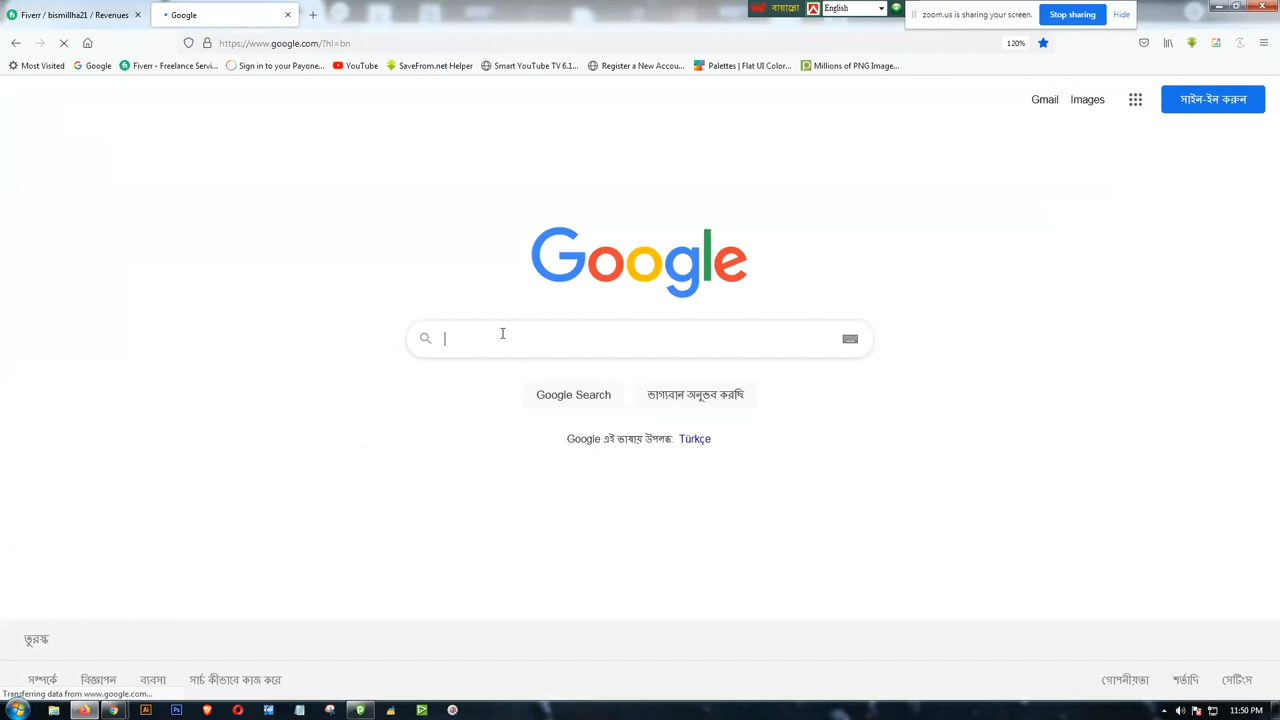 Fiverr / bismillha21 / Revenue
Google
বায়ান্নো
English
zoom.us is sharing your screen.
Stop sharing
Hide
https://www.google.com/?hl=bn
120%
Most Visited
Google
Fiverr - Freelance Servi...
Sign in to your Payone...
YouTube
SaveFrom.net Helper
Smart YouTube TV 6.1...
Register a New Accou...
Palettes | Flat UI Color...
Millions of PNG Image...
Gmail
Images
সাইন-ইন করুন
Google
Google Search
ভাগ্যবান অনুভব করছি
Google এই ভাষায় উপলব্ধ: Türkçe
তুরস্ক
সম্পর্কে
বিজ্ঞাপন
ব্যবসা
সার্চ কীভাবে কাজ করে
গোপনীয়তা
শর্তাদি
সেটিংস
Transferring data from www.google.com...
11:50 PM